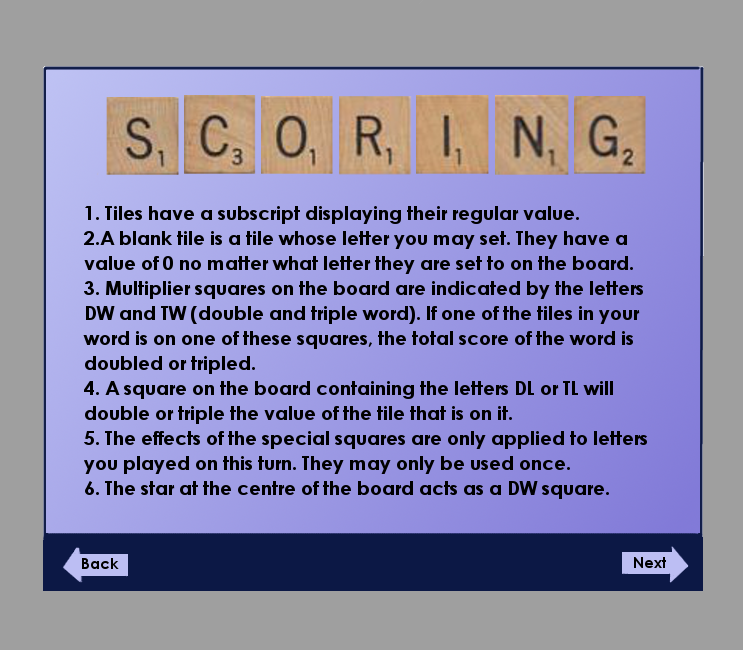 S1 C3 O1 R1 I1 N1 G2
1. Tiles have a subscript displaying their regular value.
2.A blank tile is a tile whose letter you may set. They have a
value of 0 no matter what letter they are set to on the board.
3. Multiplier squares on the board are indicated by the letters
DW and TW (double and triple word). If one of the tiles in your
word is on one of these squares, the total score of the word is
doubled or tripled.
4. A square on the board containing the letters DL or TL will
double or triple the value of the tile that is on it.
5. The effects of the special squares are only applied to letters
you played on this turn. They may only be used once.
6. The star at the centre of the board acts as a DW square.
Back
Next